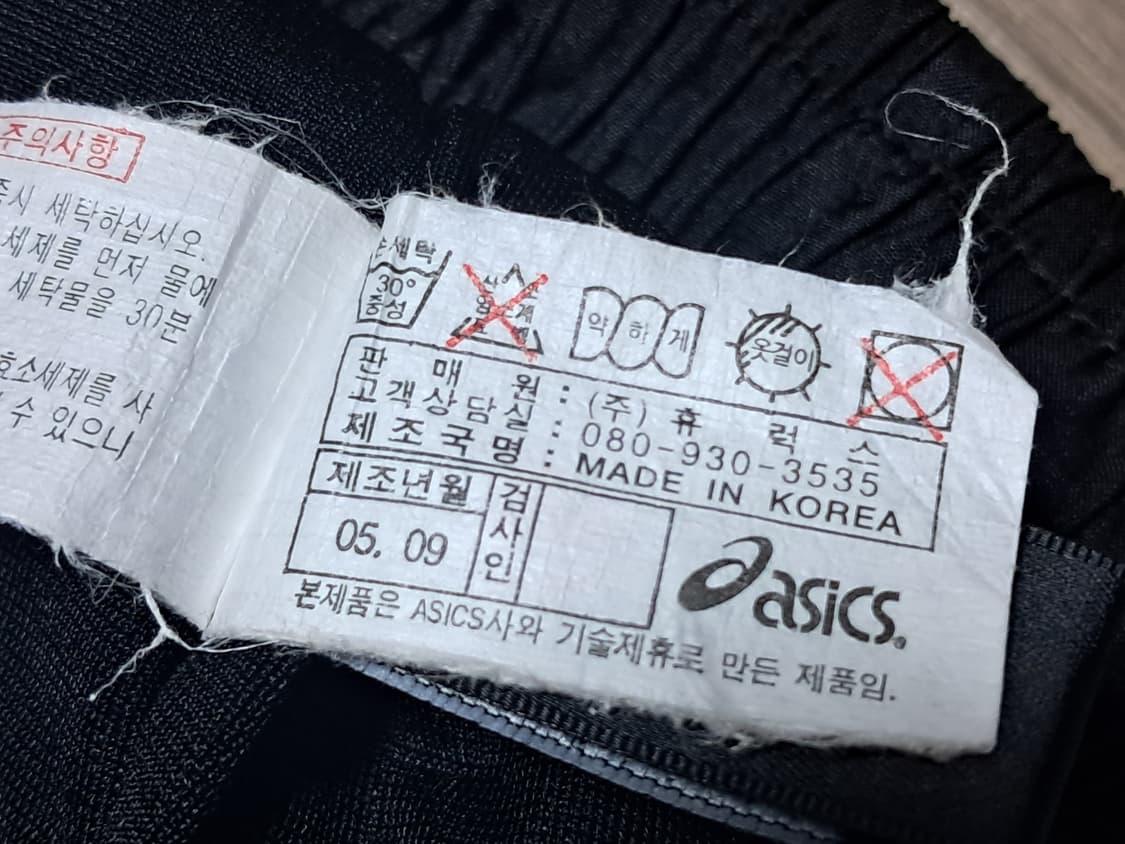 주의사항
세탁하십시오.
세제를 먼저 물에
세탁물을 30분
효소세제를 사
수 있으니
손세탁
30°
중성
약하게
옷걸이
판매원 : (주)휴럭스
고객상담실 : 080-930-3535
제조국명 : MADE IN KOREA
제조년월 검사인
05. 09
asics.
본제품은 ASICS사와 기술제휴로 만든 제품임.